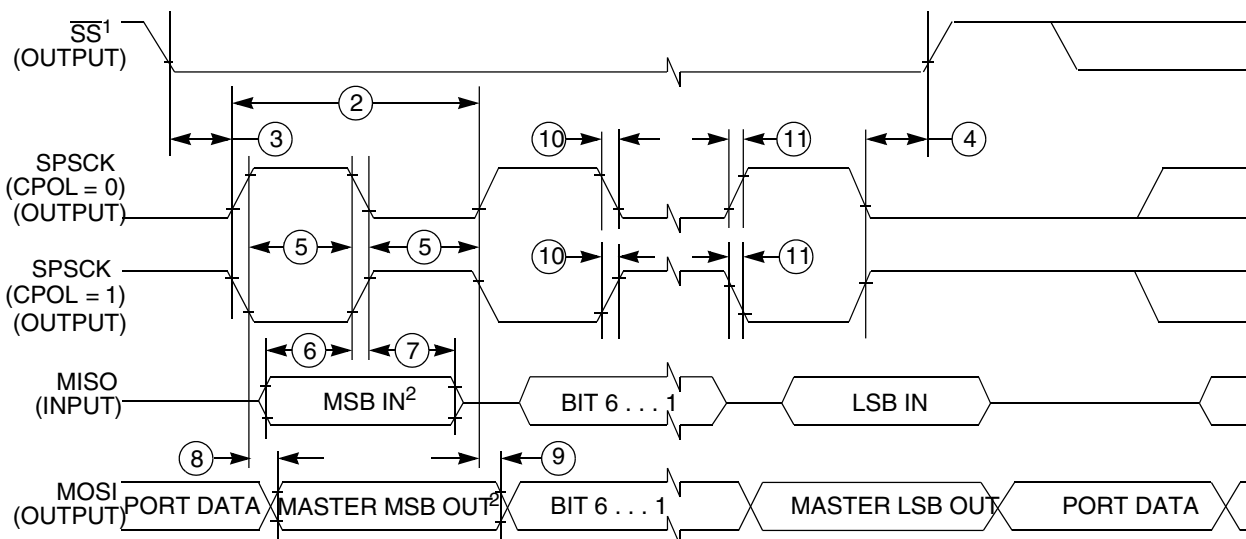 SS1
(OUTPUT)
2
3
10
11
4
SPSCK
(CPOL = 0)
(OUTPUT)
5
5
10
11
SPSCK
(CPOL = 1)
(OUTPUT)
6
7
MISO
(INPUT)
MSB IN2
BIT 6 . . . 1
LSB IN
8
9
MOSI
(OUTPUT)
PORT DATA
MASTER MSB OUT2
BIT 6 . . . 1
MASTER LSB OUT
PORT DATA